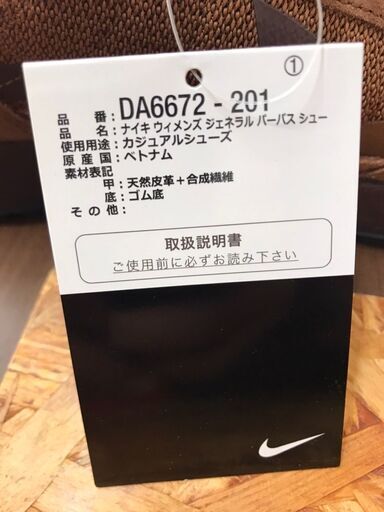 ①
品番：DA6672 - 201
品名：ナイキ ウィメンズ ジェネラル パーパス シュー
使用用途：カジュアルシューズ
原産国：ベトナム
素材表記
甲：天然皮革＋合成繊維
底：ゴム底
その他：
取扱説明書
ご使用前に必ずお読み下さい